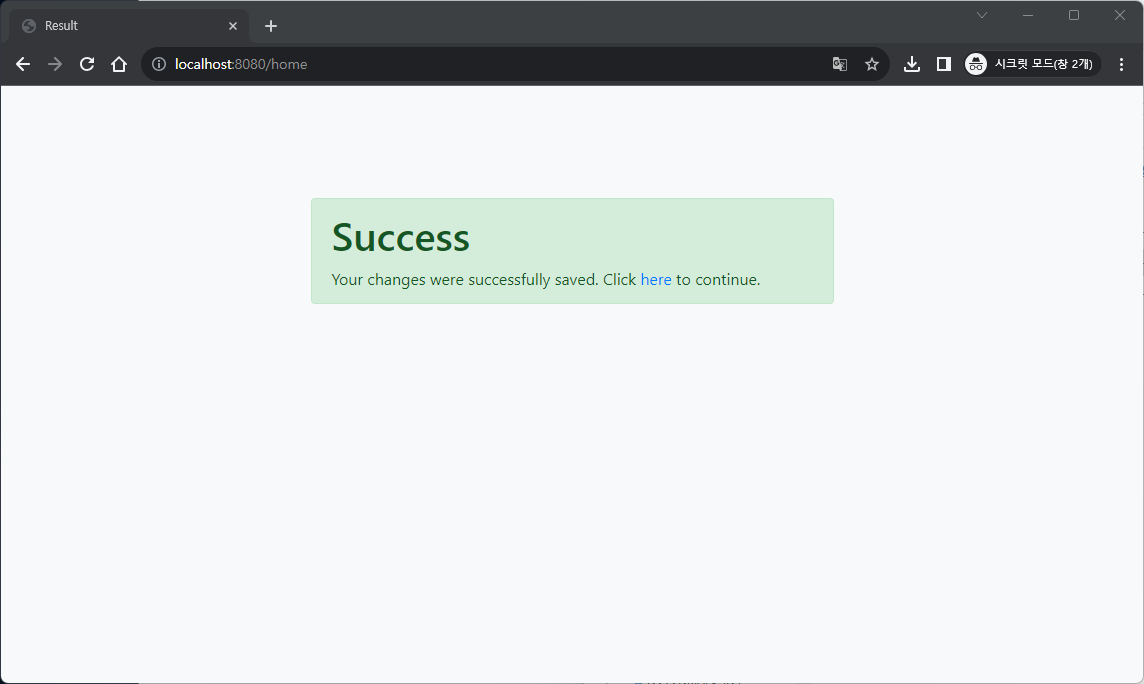 Result
localhost:8080/home
시크릿 모드(창 2개)
Success
Your changes were successfully saved. Click here to continue.